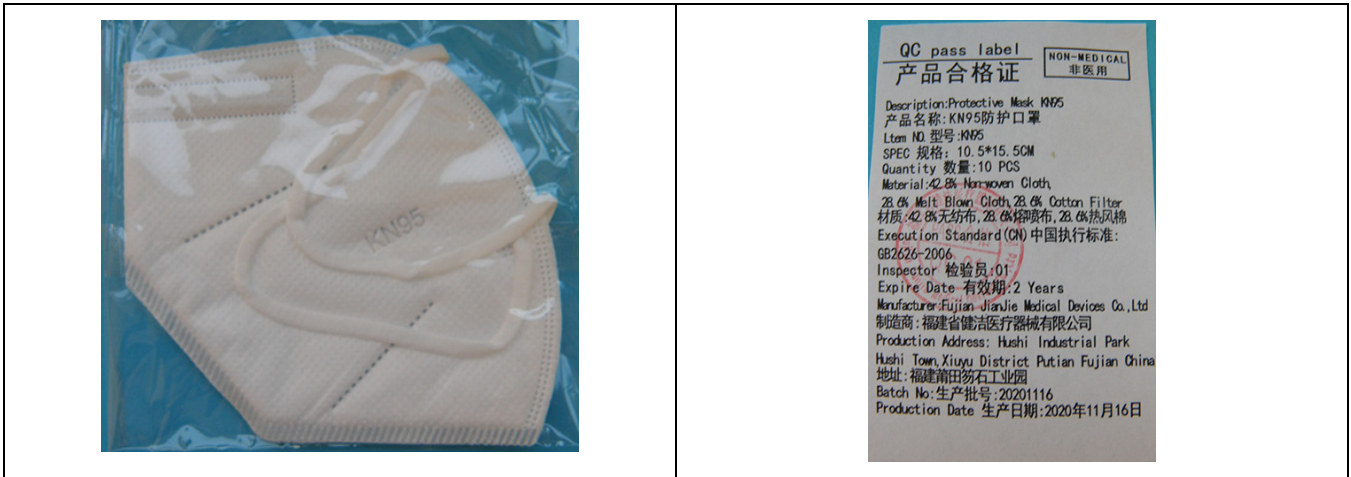 KN95
QC pass label
产品合格证
NON-MEDICAL
非医用
Description:Protective Mask KN95
产品名称:KN95防护口罩
Ltem NO.型号:KN95
SPEC 规格: 10.5*15.5CM
Quantity 数量:10 PCS
Material:42.8% Non-woven Cloth,
28.6% Melt Blown Cloth,28.6% Cotton Filter
材质:42.8%无纺布,28.6%熔喷布,28.6%热风棉
Execution Standard(CN)中国执行标准:
GB2626-2006
Inspector 检验员:01
Expire Date 有效期:2 Years
Manufacturer:Fujian JianJie Medical Devices Co.,Ltd
制造商:福建省健洁医疗器械有限公司
Production Address: Hushi Industrial Park
Hushi Town,Xiuyu District Putian Fujian China
地址:福建莆田笏石工业园
Batch No:生产批号:20201116
Production Date 生产日期:2020年11月16日